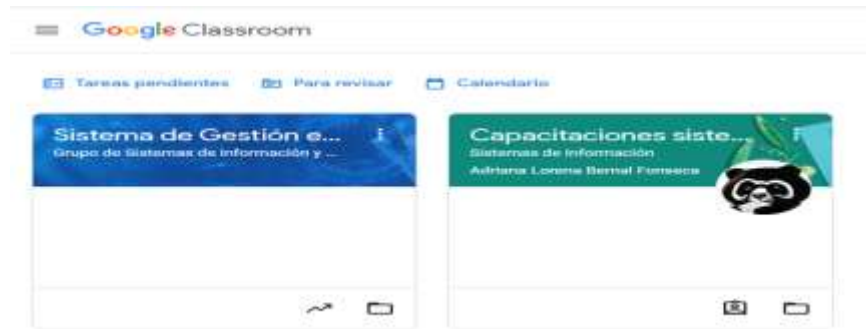 Google Classroom
Tareas pendientes Para revisar Calendario
Sistema de Gestión e...
Grupo de Sistemas de Información y ...
Capacitaciones siste...
Sistemas de Información
Adriana Lorena Bernal Fonseca